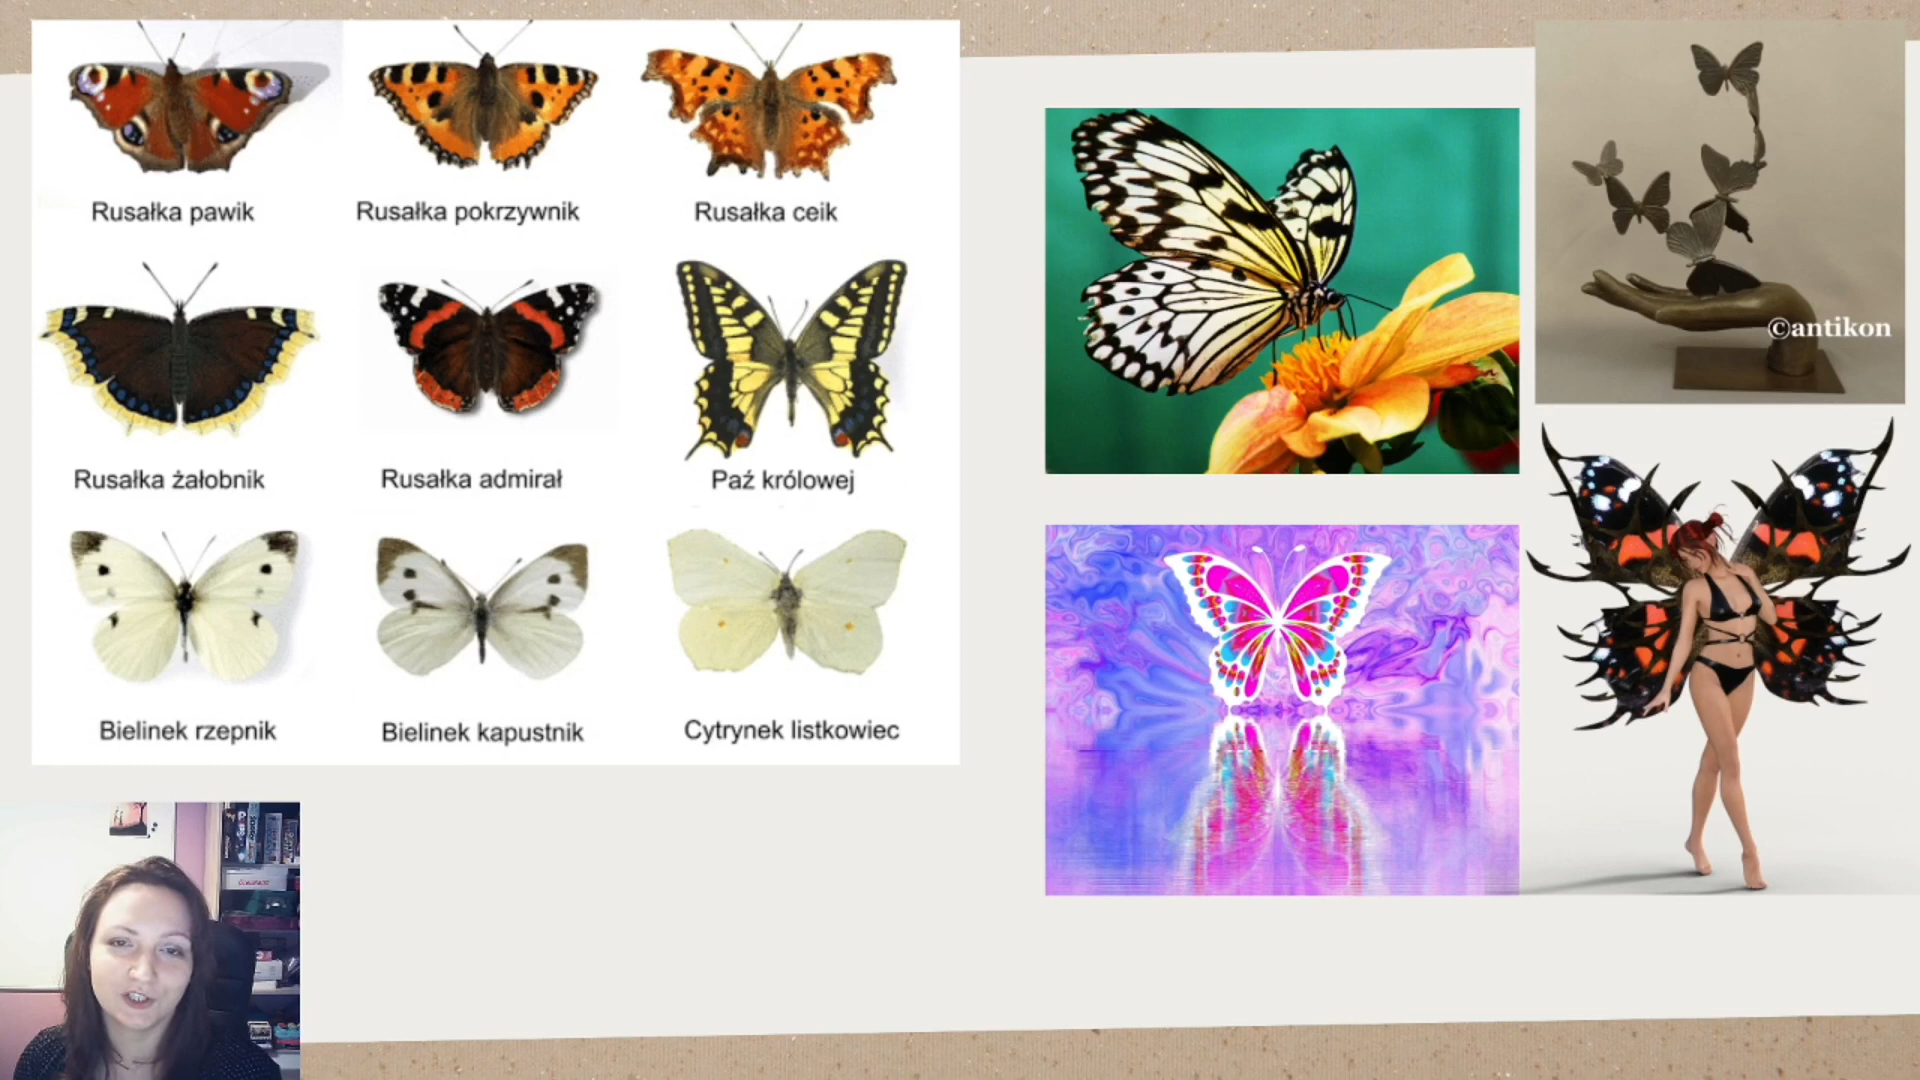 Rusałka pawik
Rusałka pokrzywnik
Rusałka ceik
Rusałka żałobnik
Rusałka admirał
Paź królowej
Bielinek rzepnik
Bielinek kapustnik
Cytrynek listkowiec
©antikon